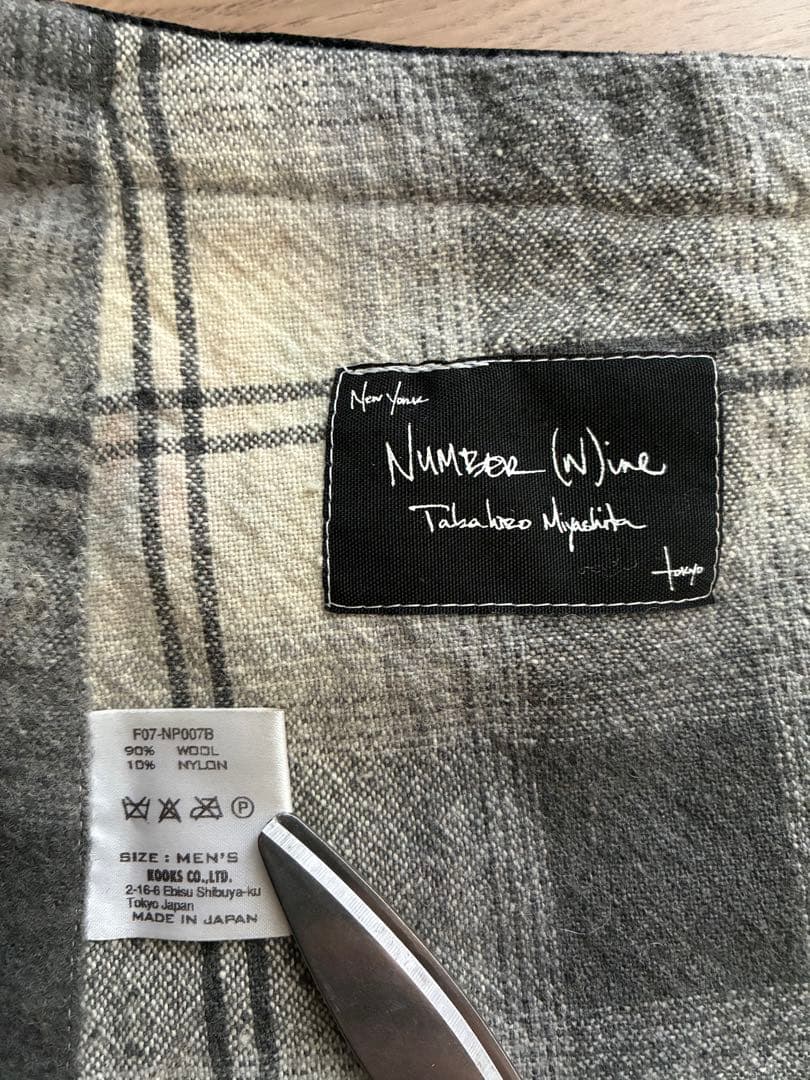 New York
NUMBER (N)ine
Takahiro Miyashita
Tokyo
F07-NP007B
90% WOOL
10% NYLON
P
SIZE : MEN'S
KOOKS CO.,LTD.
2-16-6 Ebisu Shibuya-ku
Tokyo Japan
MADE IN JAPAN